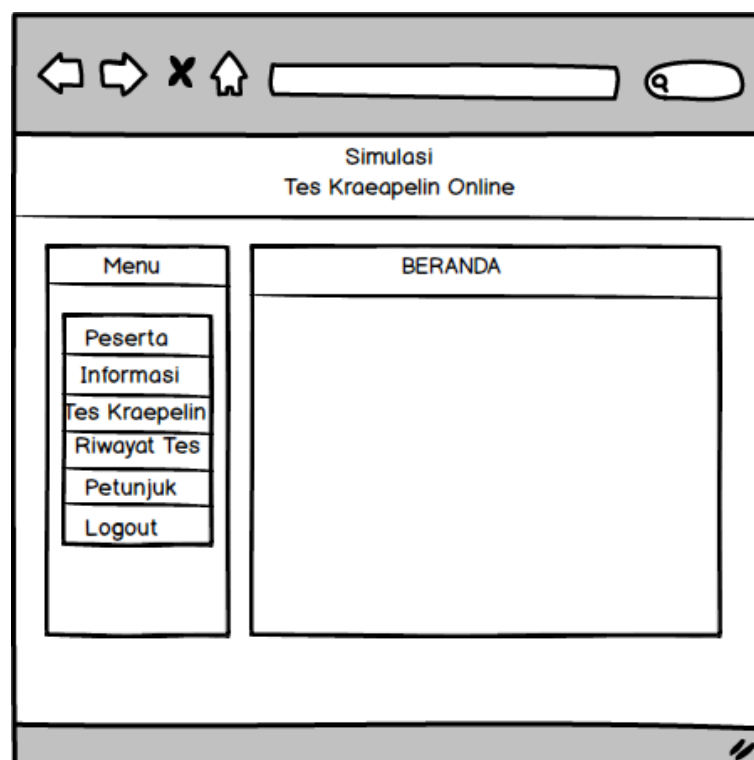 Simulasi
Tes Kraeapelin Online
Menu
Peserta
Informasi
Tes Kraepelin
Riwayat Tes
Petunjuk
Logout
BERANDA